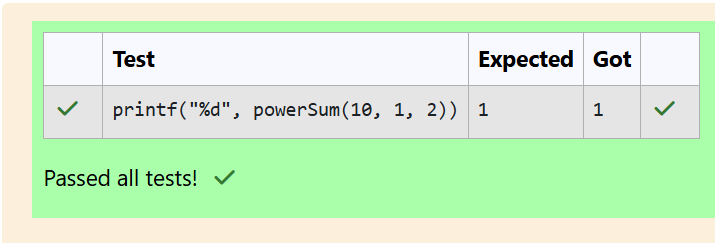 Test Expected Got
printf("%d", powerSum(10, 1, 2)) 1 1
Passed all tests!